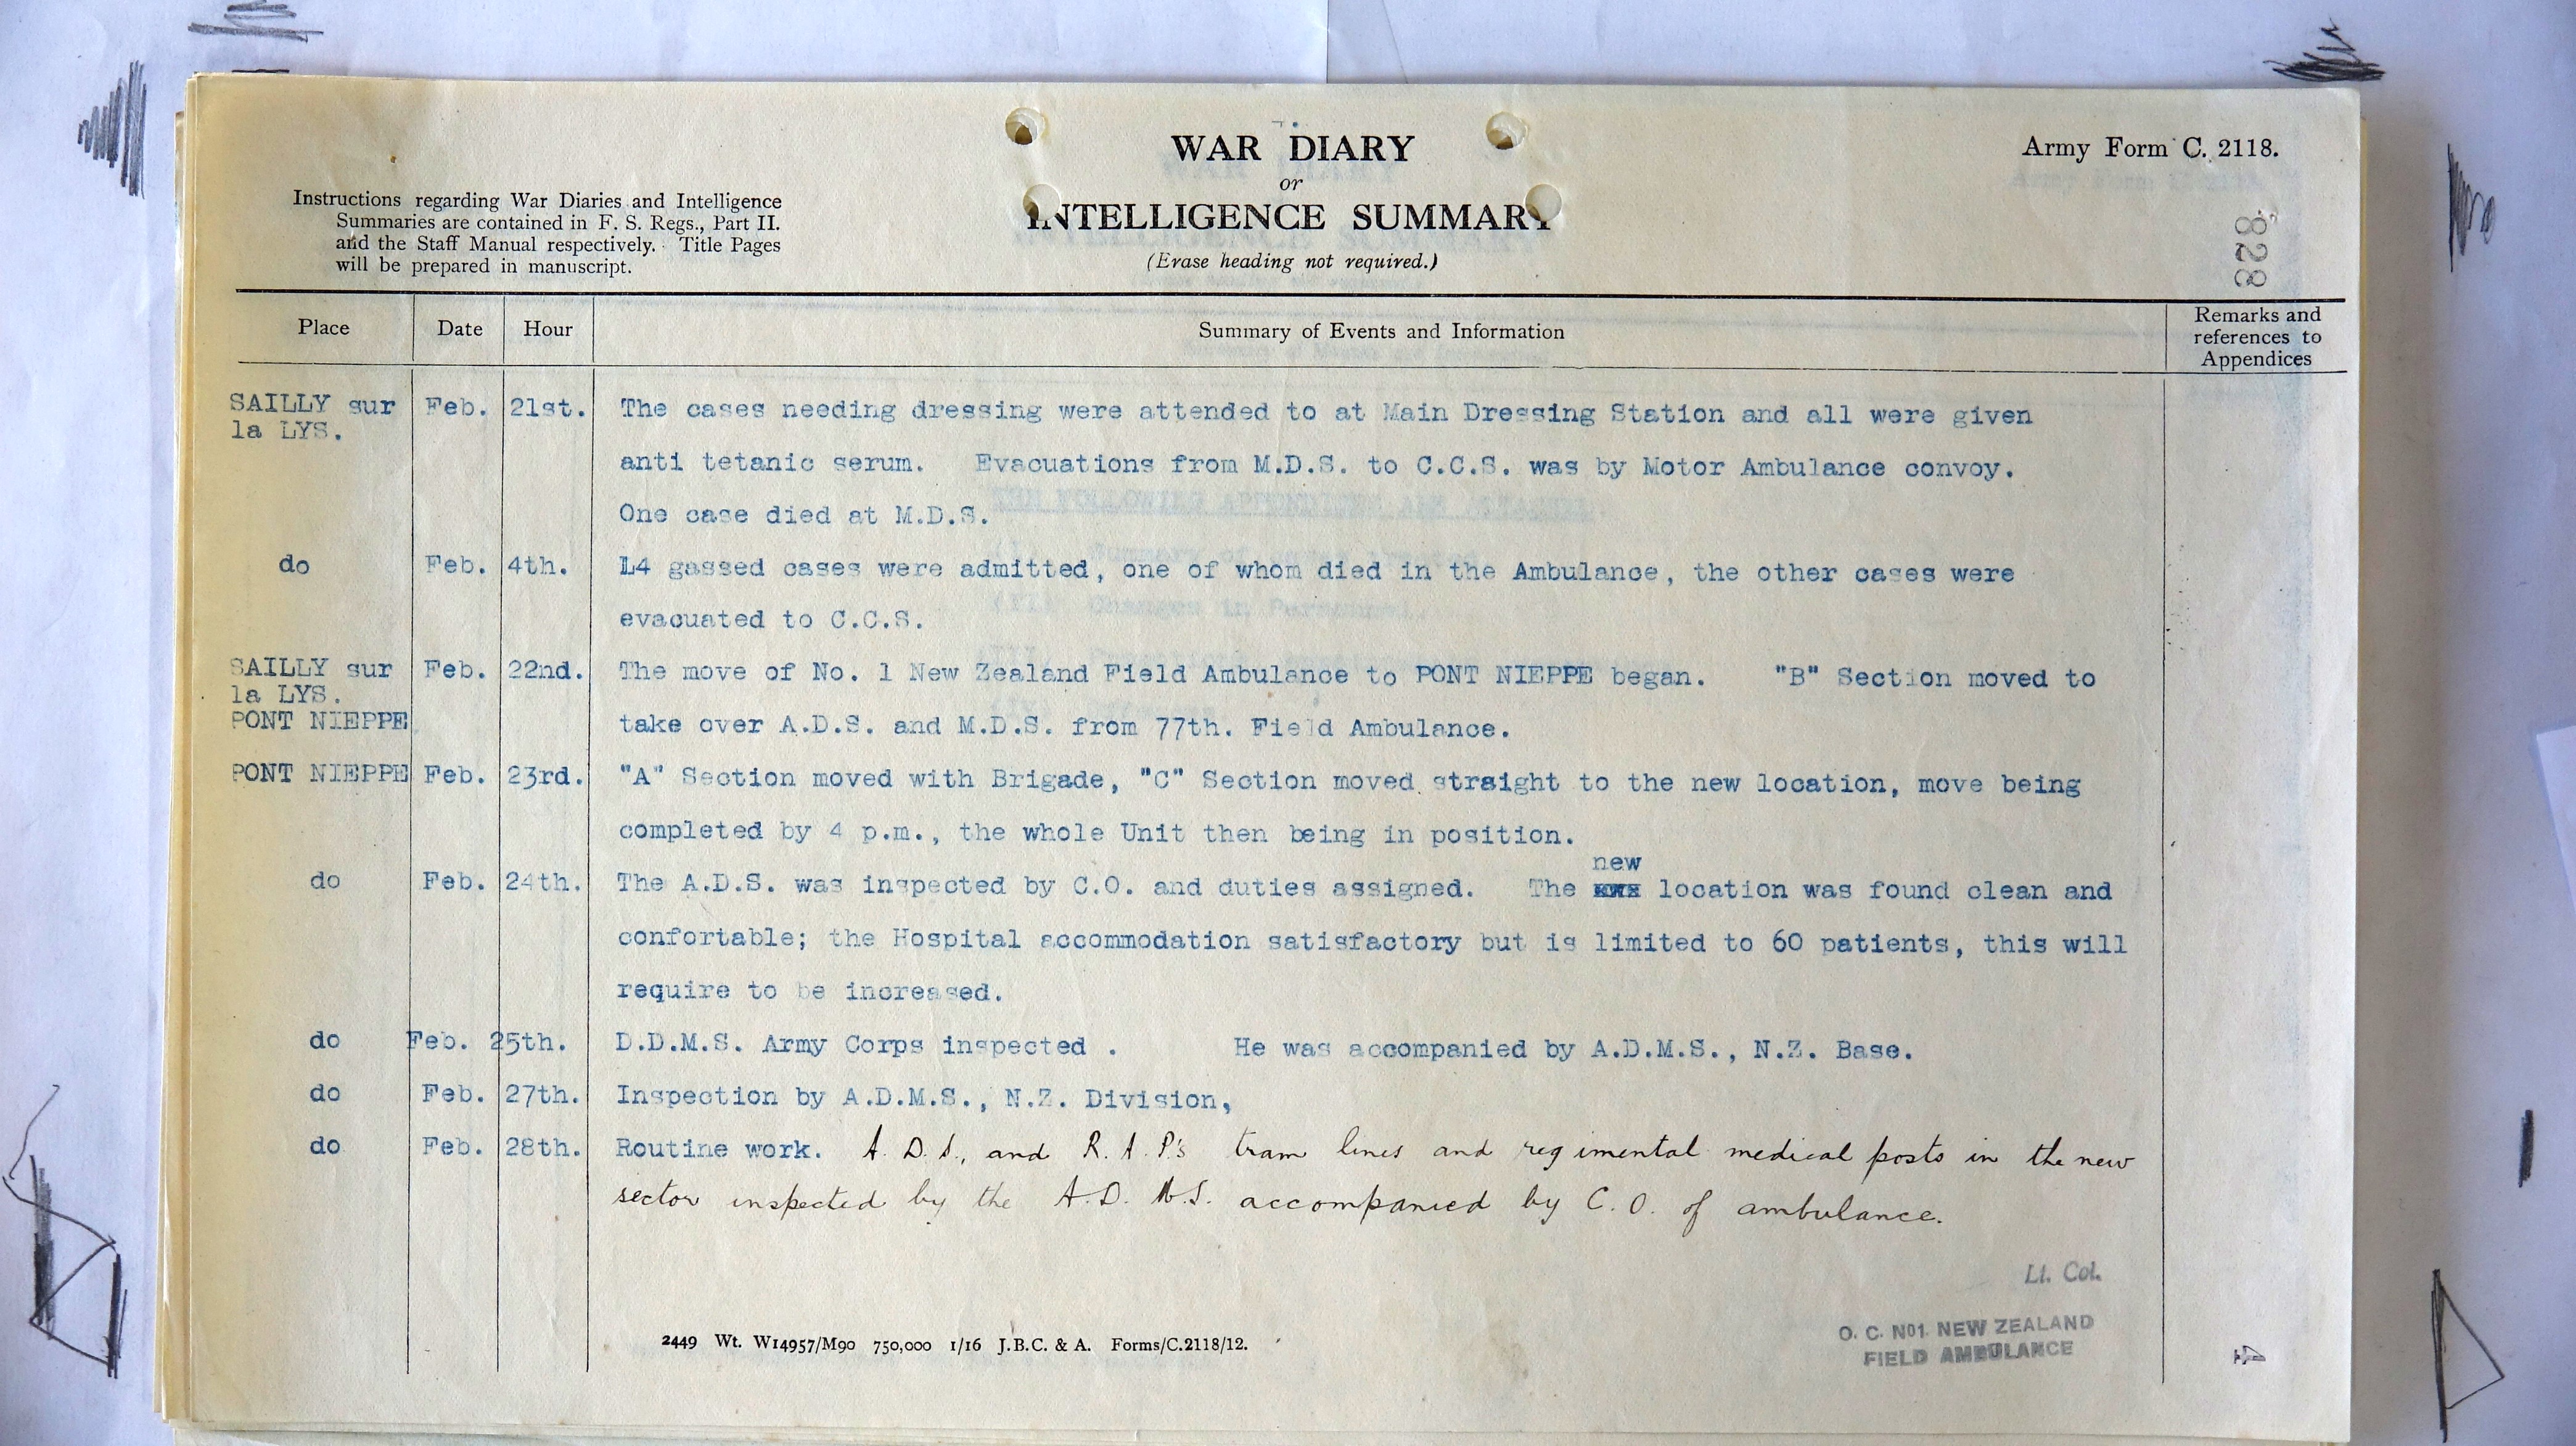 WAR DIARY
or
INTELLIGENCE SUMMARY
(Erase heading not required.)
Army Form C. 2118.
Instructions regarding War Diaries and Intelligence
Summaries are contained in F. S. Regs., Part II.
and the Staff Manual respectively. Title Pages
will be prepared in manuscript.
828
Place Date Hour Summary of Events and Information Remarks and
references to
Appendices
SAILLY sur Feb. 21st. The cases needing dressing were attended to at Main Dressing Station and all were given
la LYS.
anti tetanic serum. Evacuations from M.D.S. to C.C.S. was by Motor Ambulance convoy.
One case died at M.D.S.
do Feb. 4th. 14 gassed cases were admitted, one of whom died in the Ambulance, the other cases were
evacuated to C.C.S.
SAILLY sur Feb. 22nd. The move of No. 1 New Zealand Field Ambulance to PONT NIEPPE began. "B" Section moved to
la LYS.
PONT NIEPPE take over A.D.S. and M.D.S. from 77th. Field Ambulance.
PONT NIEPPE Feb. 23rd. "A" Section moved with Brigade, "C" Section moved straight to the new location, move being
completed by 4 p.m., the whole Unit then being in position.
new
do Feb. 24th. The A.D.S. was inspected by C.O. and duties assigned. The location was found clean and
confortable; the Hospital accommodation satisfactory but is limited to 60 patients, this will
require to be increased.
do Feb. 25th. D.D.M.S. Army Corps inspected . He was accompanied by A.D.M.S., N.Z. Base.
do Feb. 27th. Inspection by A.D.M.S., N.Z. Division,
do Feb. 28th. Routine work. A. D. S., and R. A. P's tram lines and regimental medical posts in the new
sector inspected by the A.D. M.S. accompanied by C. O. of ambulance.
Lt. Col.
O. C. No1 NEW ZEALAND
FIELD AMBULANCE
2449 Wt. W14957/M90 750,000 1/16 J.B.C. & A. Forms/C.2118/12.
4